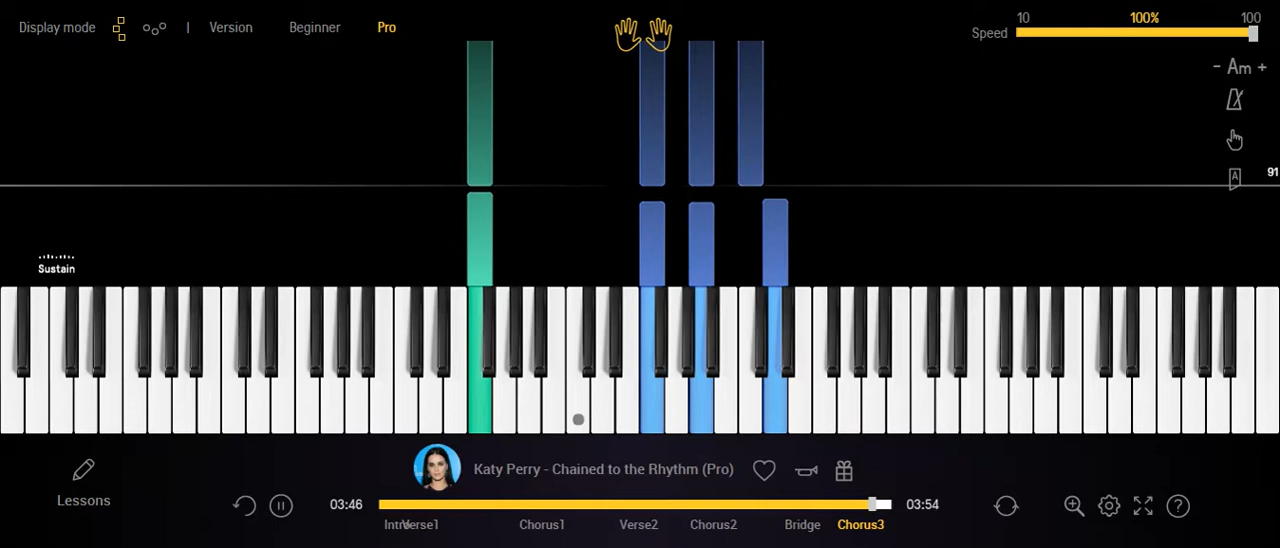 Display mode | Version Beginner Pro
10 100% 100
Speed
- Am +
A 91
Sustain
Katy Perry - Chained to the Rhythm (Pro)
Lessons
03:46 03:54
Intro Verse1 Chorus1 Verse2 Chorus2 Bridge Chorus3
?